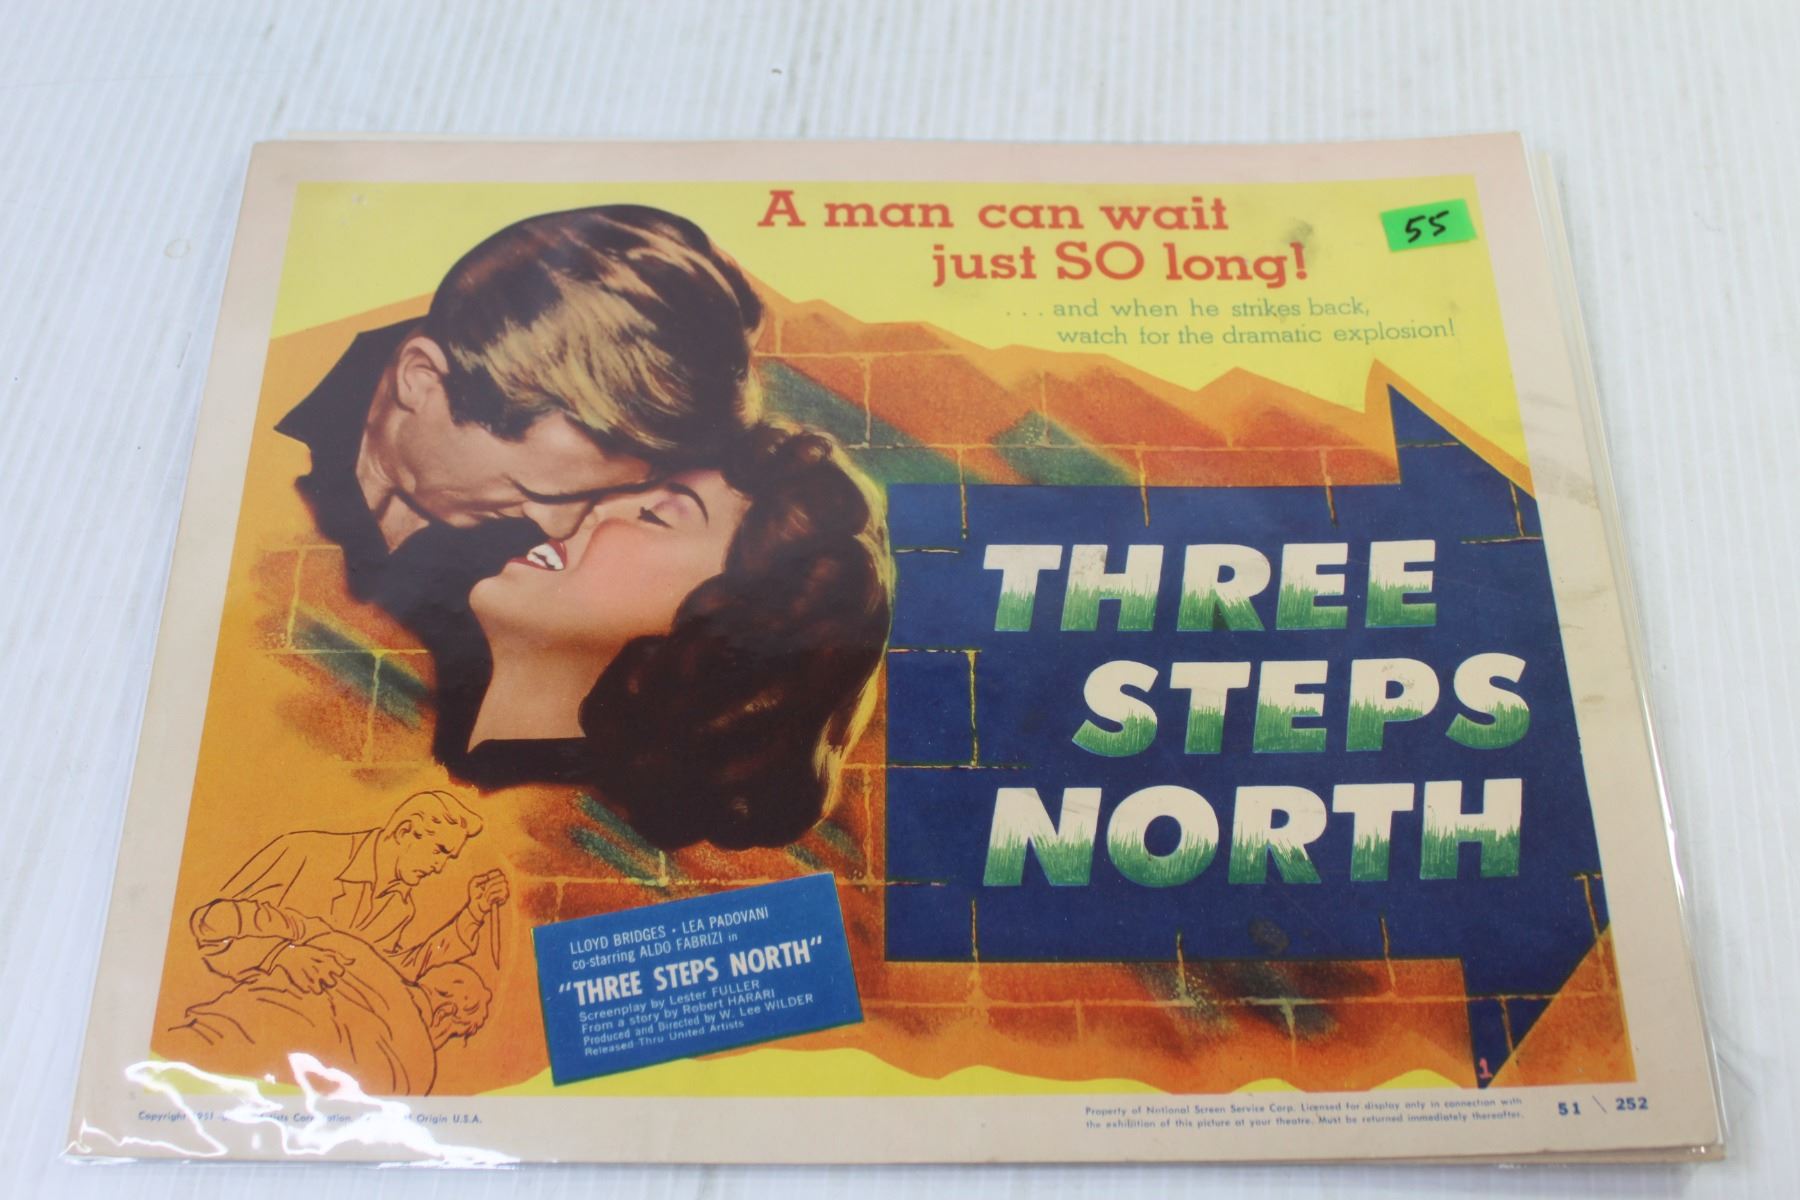 A man can wait
just SO long!
55
...and when he strikes back,
watch for the dramatic explosion!
THREE
STEPS
NORTH
LLOYD BRIDGES • LEA PADOVANI
co-starring ALDO FABRIZI in
"THREE STEPS NORTH"
Screenplay by Lester FULLER
From a story by Robert HARARI
Produced and Directed by W. Lee WILDER
Released Thru United Artists
1
Copyright 1951 Origin U.S.A.
Property of National Screen Service Corp. Licensed for display only in connection with
the exhibition of this picture at your theatre. Must be returned immediately thereafter.
51 \ 252